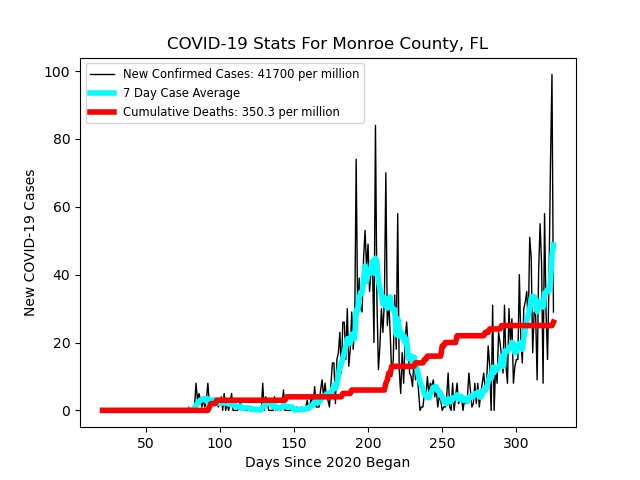 COVID-19 Stats For Monroe County, FL
New Confirmed Cases: 41700 per million
7 Day Case Average
Cumulative Deaths: 350.3 per million
New COVID-19 Cases
100
80
60
40
20
0
50 100 150 200 250 300
Days Since 2020 Began